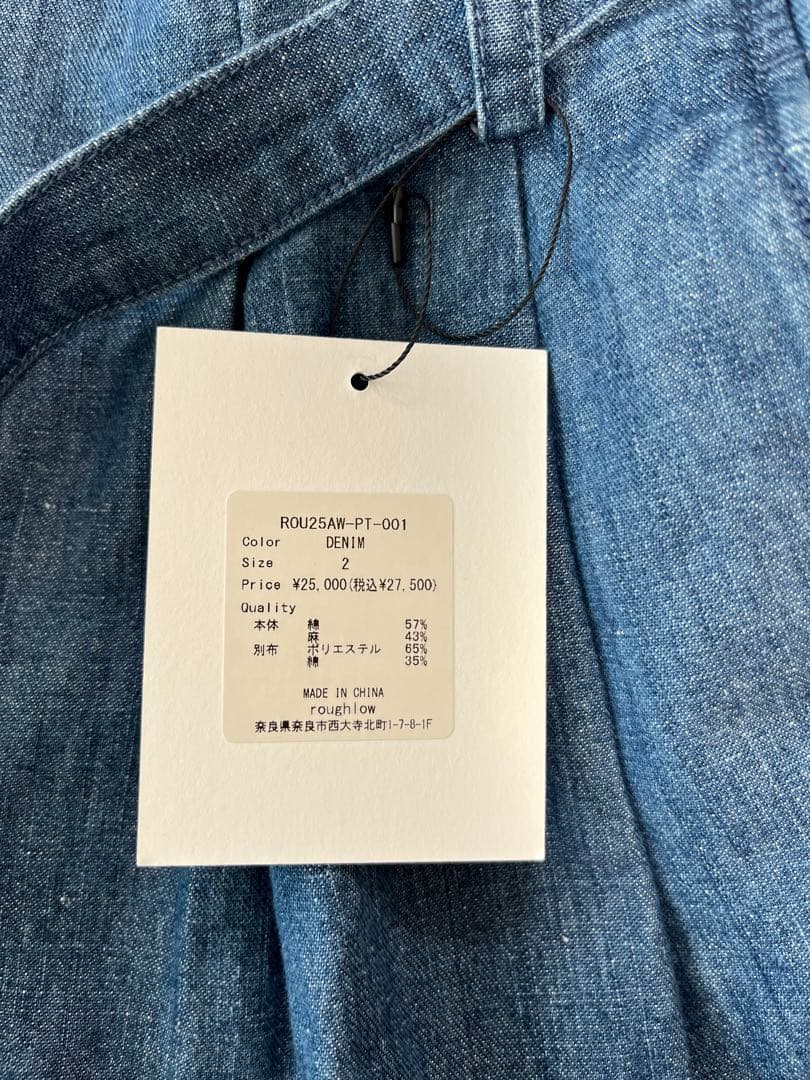 ROU25AW-PT-001
Color DENIM
Size 2
Price ¥25,000(税込¥27,500)
Quality
本体 綿 57%
麻 43%
別布 ポリエステル 65%
綿 35%
MADE IN CHINA
roughlow
奈良県奈良市西大寺北町1-7-8-1F